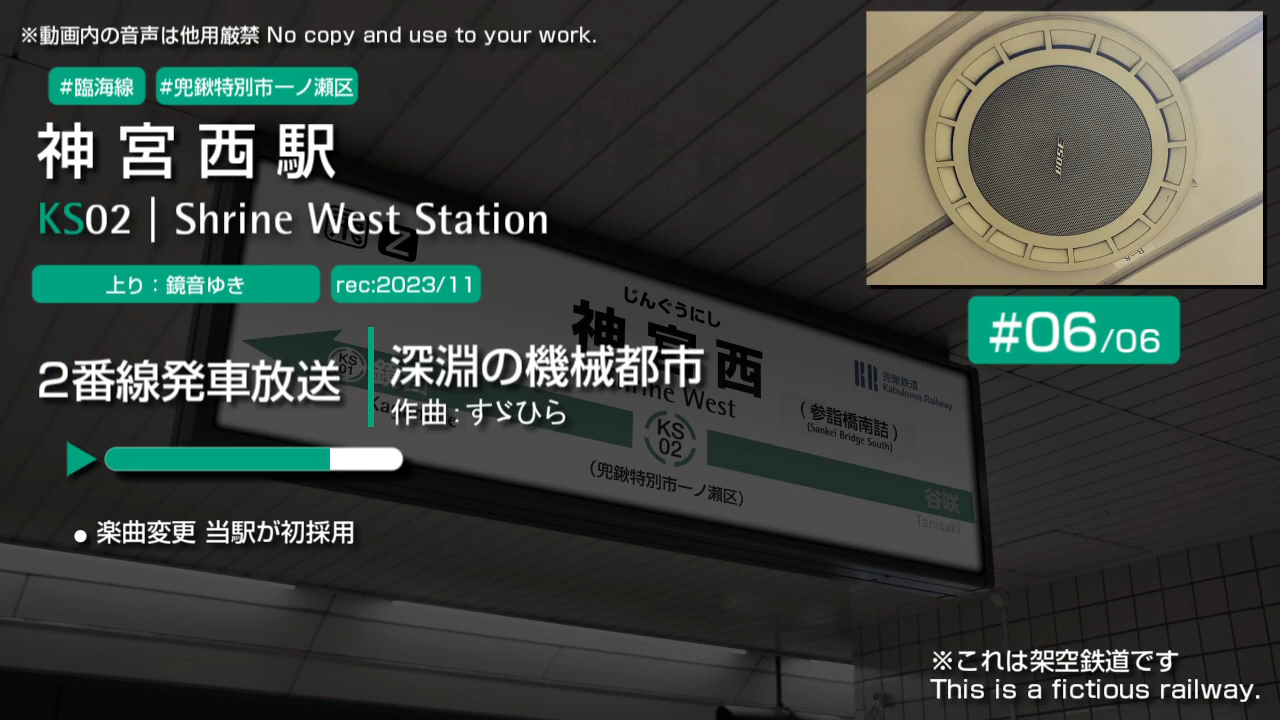 ※動画内の音声は他用厳禁 No copy and use to your work.
#臨海線
#兜鍬特別市一ノ瀬区
神宮西駅
KS02 | Shrine West Station
上り：鏡音ゆき
rec:2023/11
2番線発車放送
深淵の機械都市
作曲：すゞひら
楽曲変更 当駅が初採用
BOSE
#06/06
じんぐうにし
神宮西
Shrine West
KS
01
KS
02
(兜鍬特別市一ノ瀬区)
兜鍬鉄道
Kabukuwa Railway
(参詣橋南詰)
(Sankei Bridge South)
谷咲
Tanisaki
※これは架空鉄道です
This is a fictious railway.